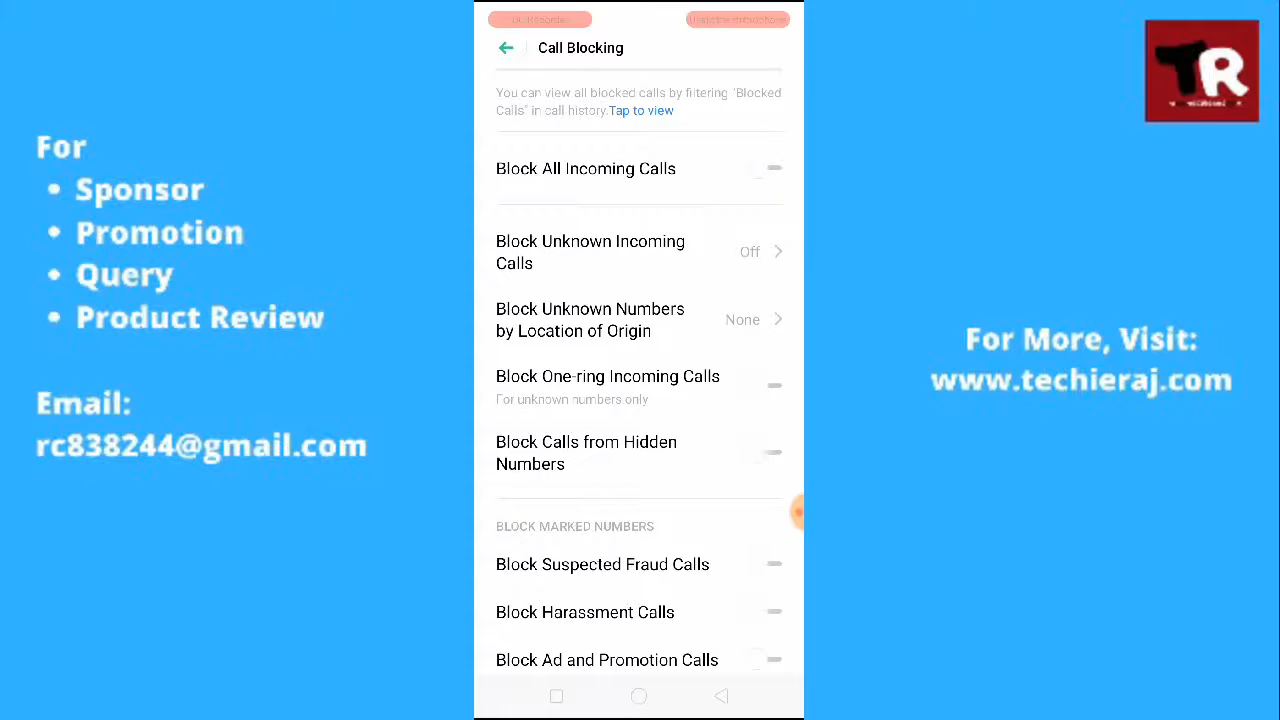 For
• Sponsor
• Promotion
• Query
• Product Review
Email:
rc838244@gmail.com
Call Blocking
You can view all blocked calls by filtering "Blocked
Calls" in call history.Tap to view
Block All Incoming Calls
Block Unknown Incoming
Calls
Off
Block Unknown Numbers
by Location of Origin
None
Block One-ring Incoming Calls
For unknown numbers only
Block Calls from Hidden
Numbers
BLOCK MARKED NUMBERS
Block Suspected Fraud Calls
Block Harassment Calls
Block Ad and Promotion Calls
TR
For More, Visit:
www.techieraj.com